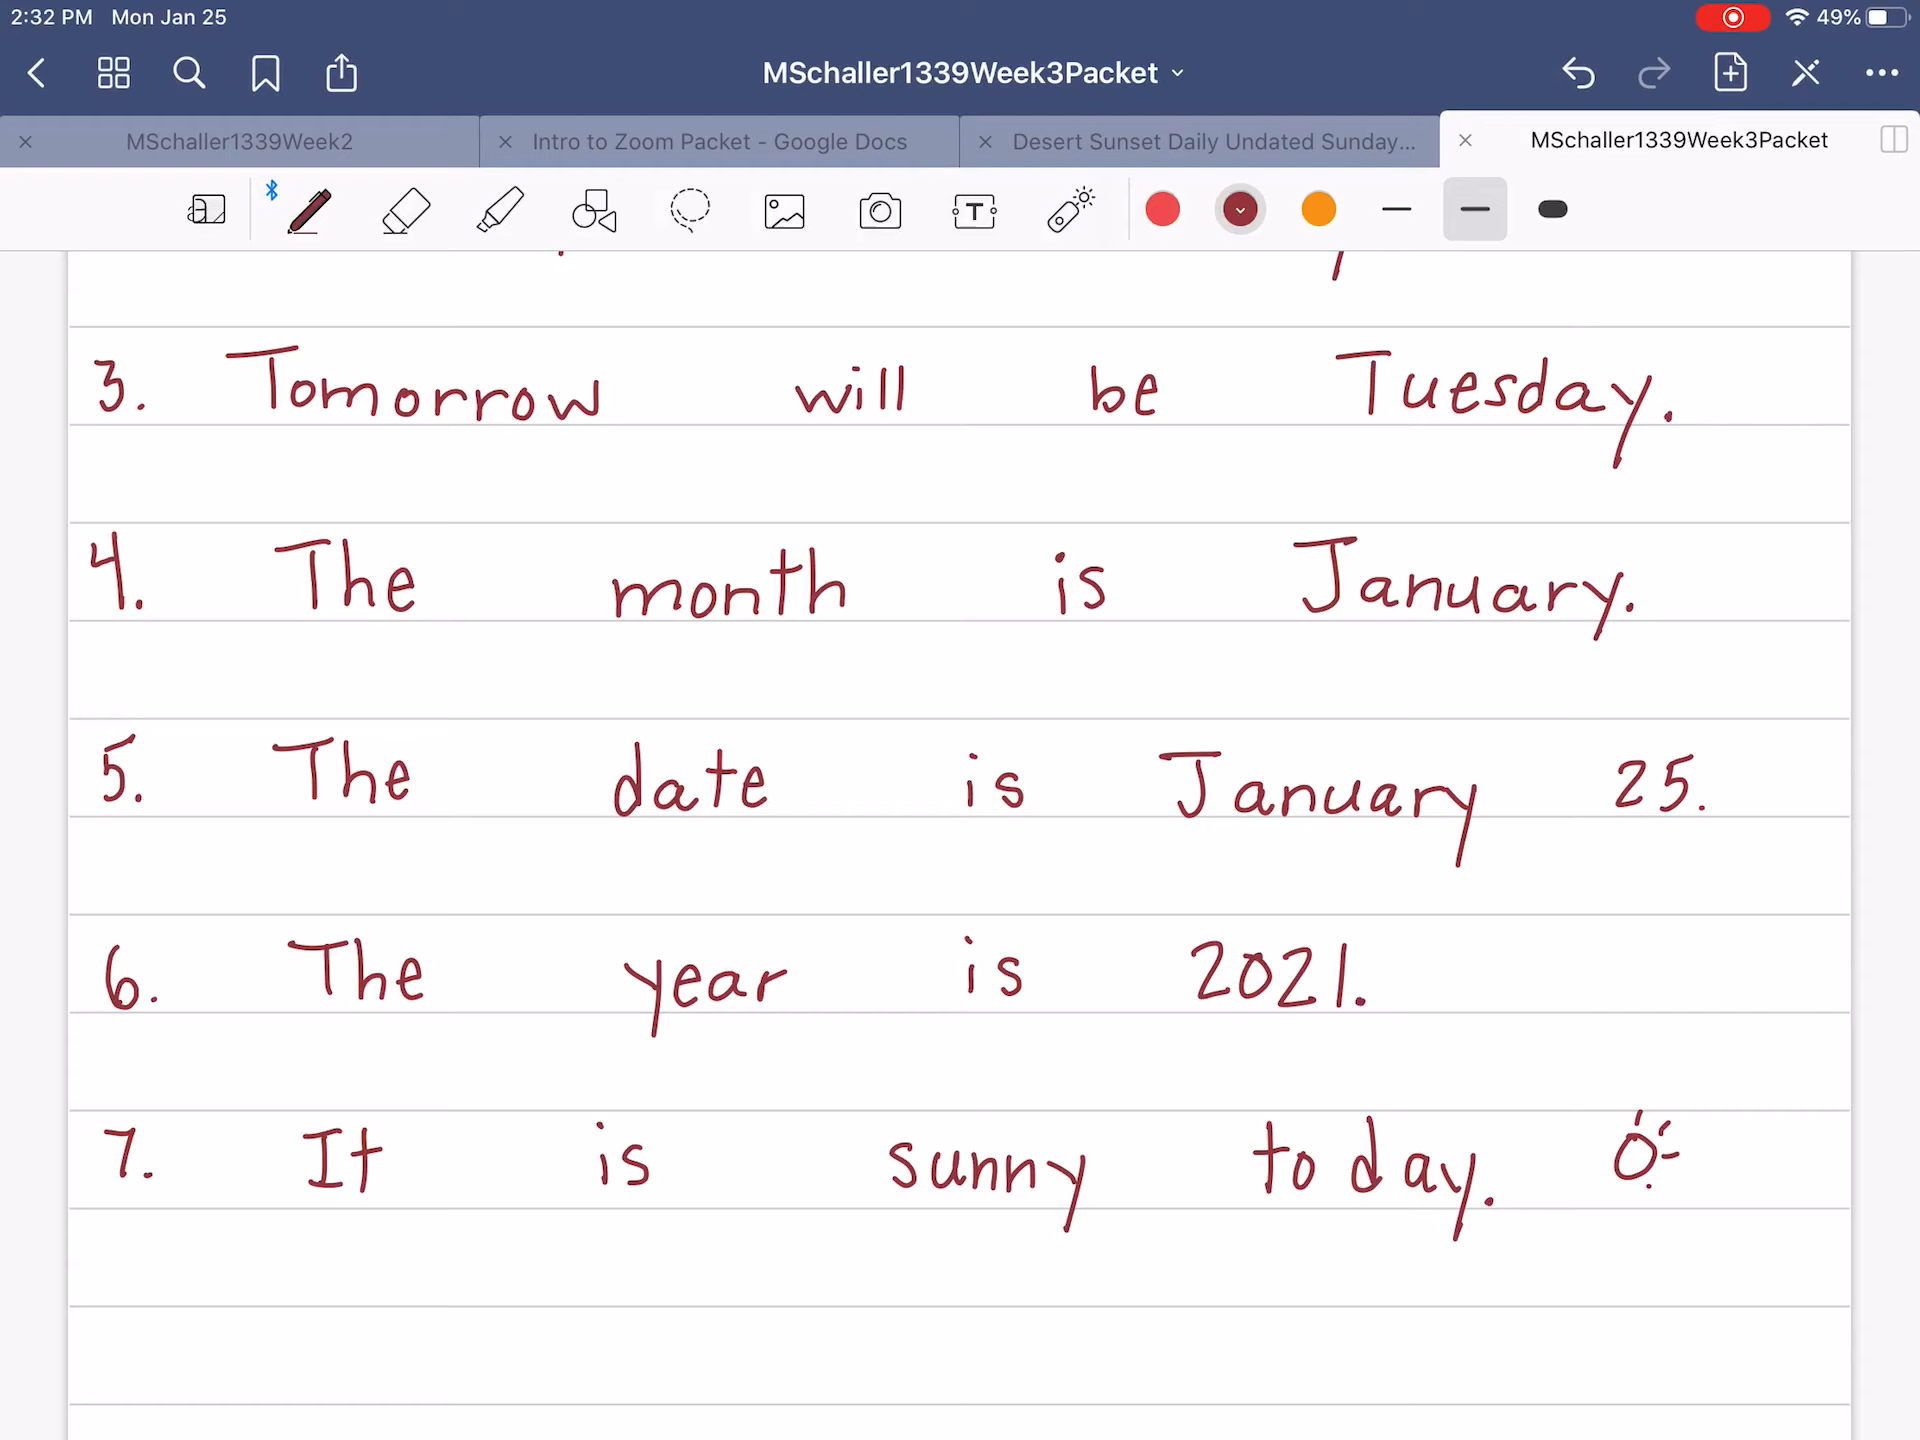 2:32 PM Mon Jan 25 49%
MSchaller1339Week3Packet
MSchaller1339Week2 Intro to Zoom Packet - Google Docs Desert Sunset Daily Undated Sunday... MSchaller1339Week3Packet
3. Tomorrow will be Tuesday.
4. The month is January.
5. The date is January 25.
6. The year is 2021.
7. It is sunny today.